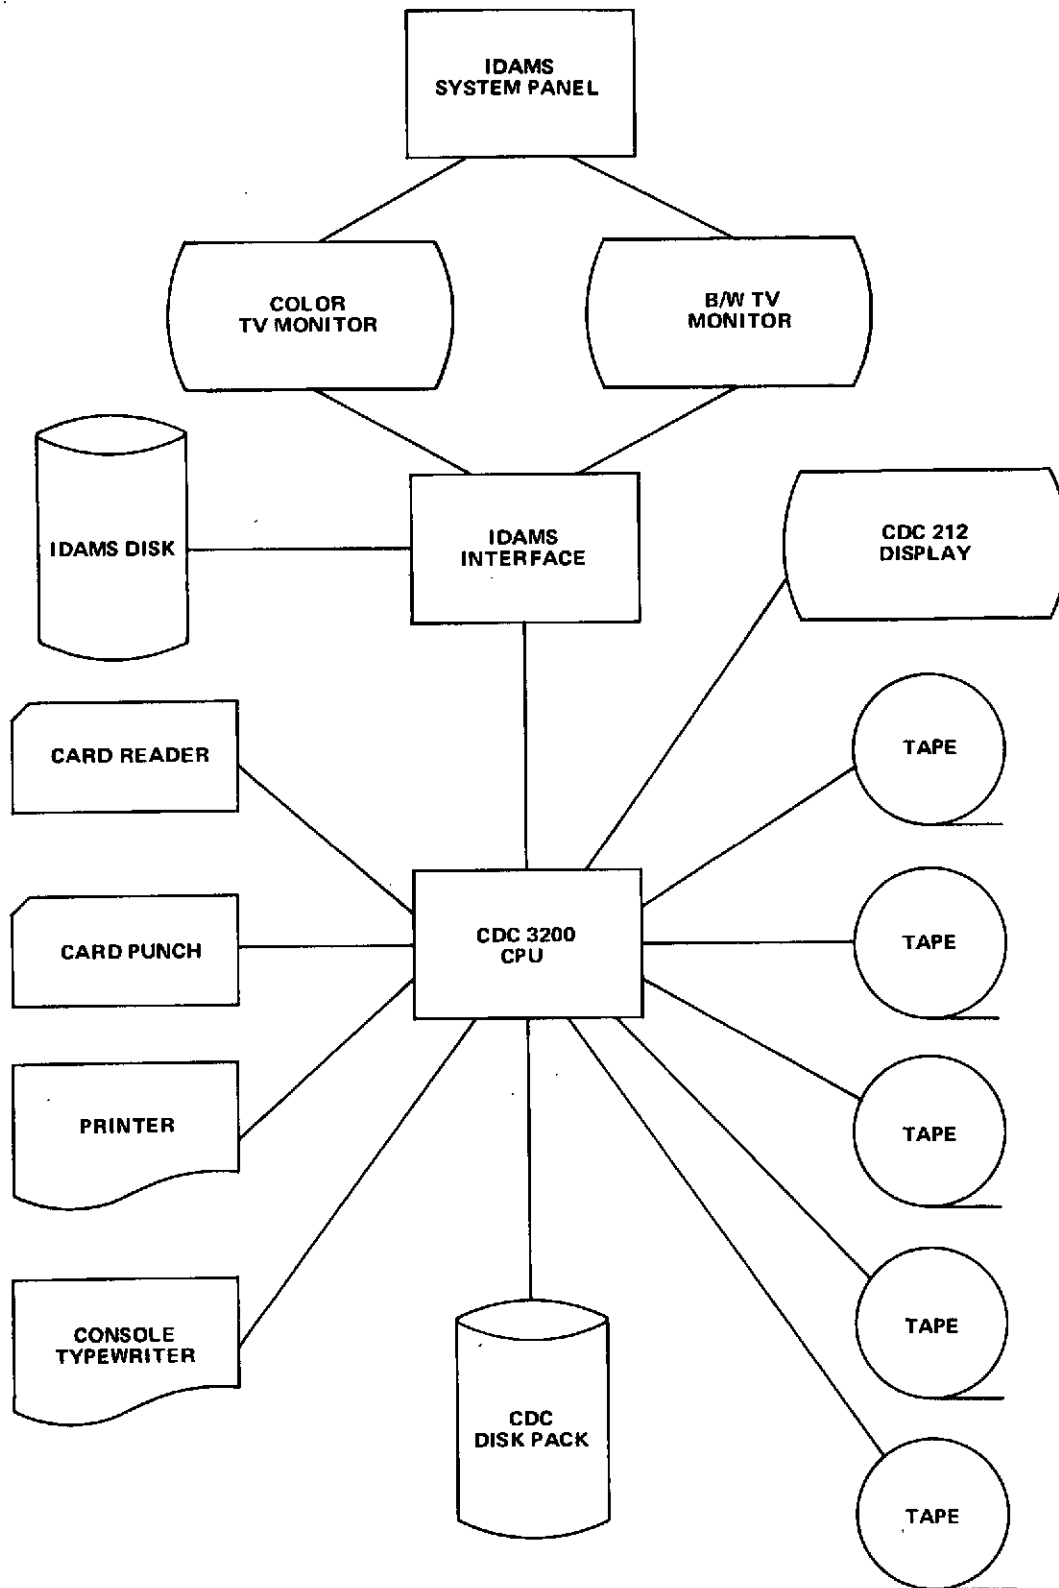 IDAMS
SYSTEM PANEL
COLOR
TV MONITOR
B/W TV
MONITOR
IDAMS DISK
IDAMS
INTERFACE
CDC 212
DISPLAY
CARD READER
TAPE
CARD PUNCH
CDC 3200
CPU
TAPE
PRINTER
TAPE
CONSOLE
TYPEWRITER
TAPE
CDC
DISK PACK
TAPE